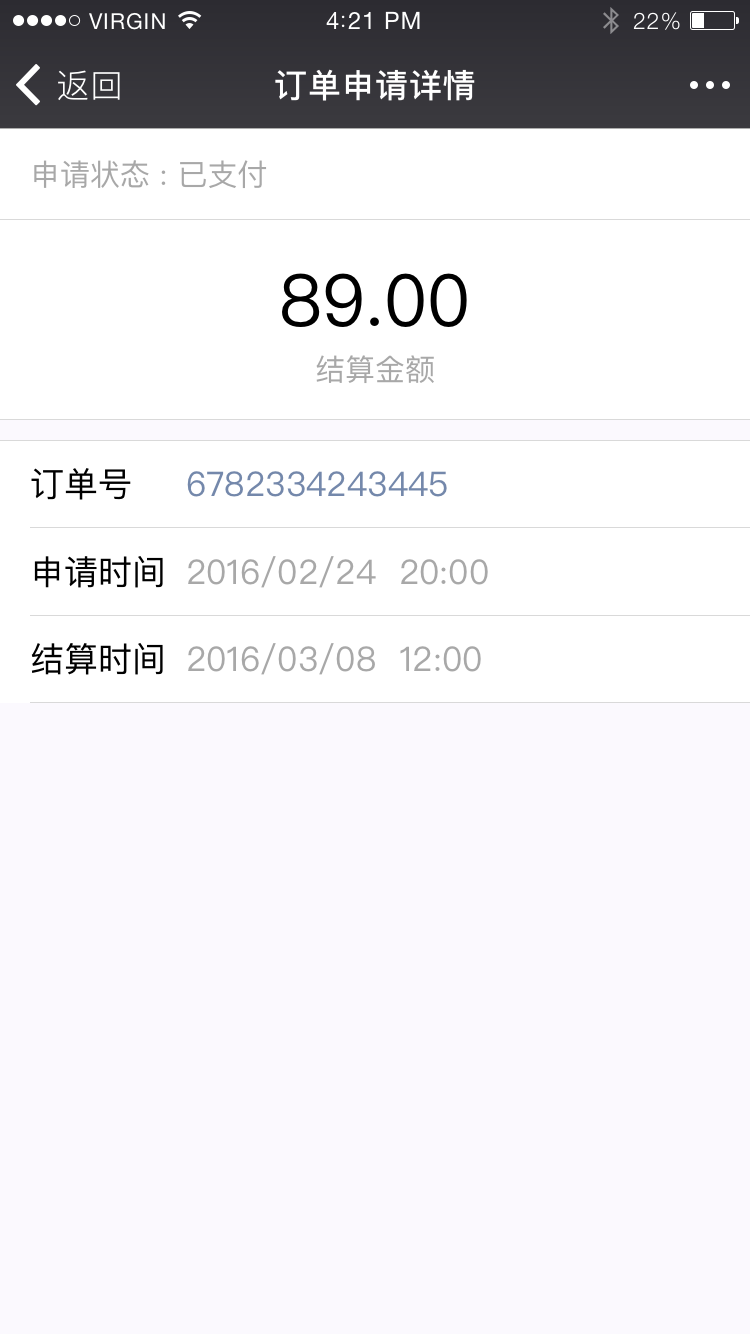 VIRGIN 4:21 PM 22%
返回 订单申请详情
申请状态：已支付
89.00
结算金额
订单号 6782334243445
申请时间 2016/02/24 20:00
结算时间 2016/03/08 12:00